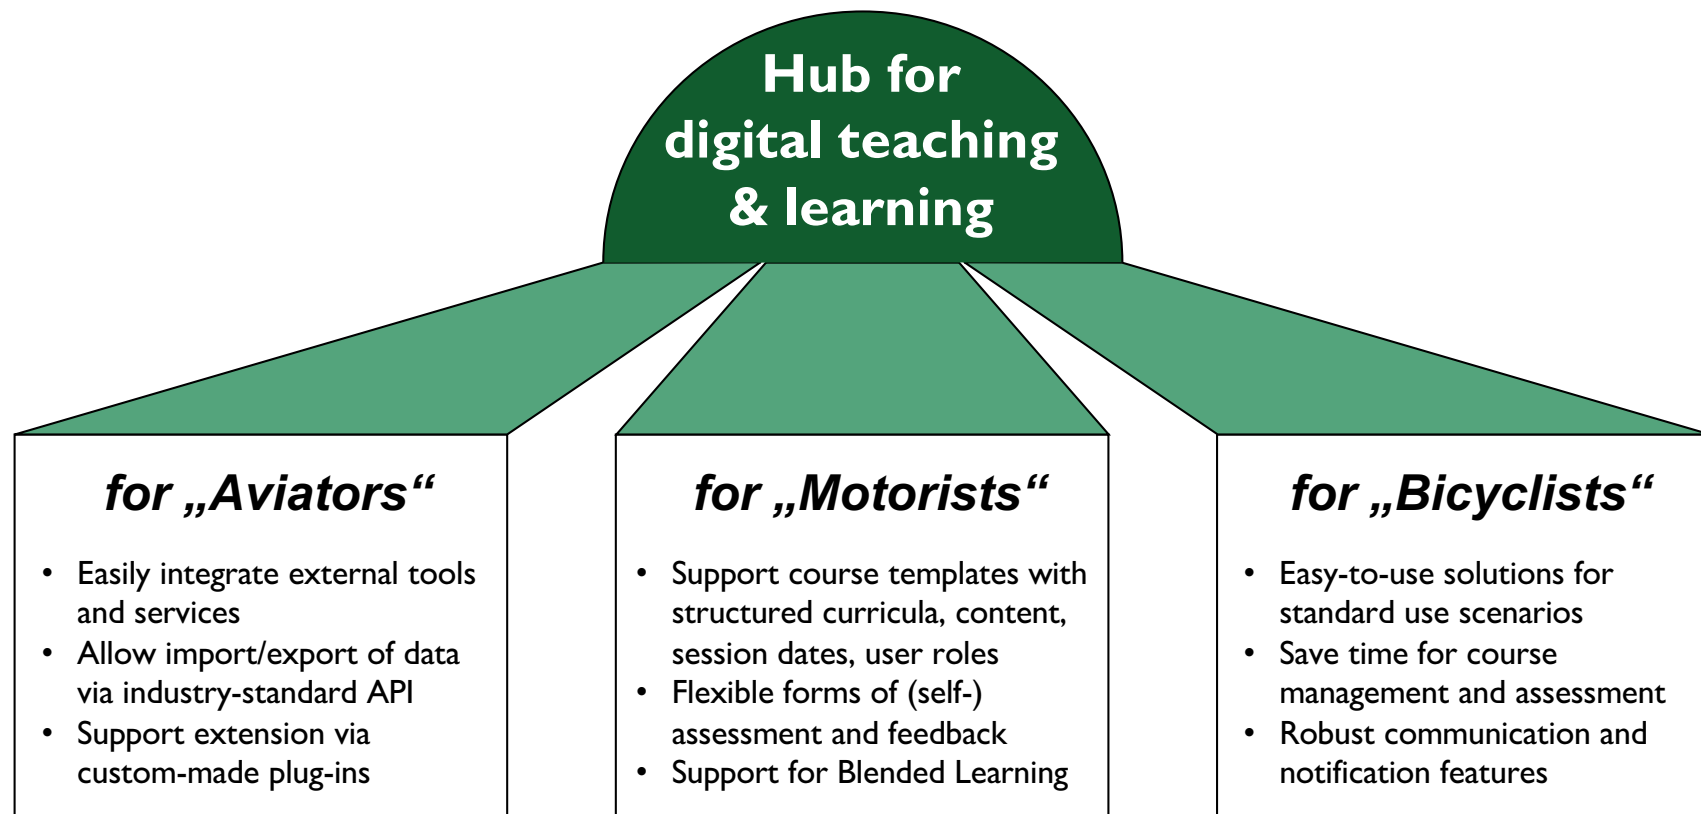 Hub for
digital teaching
& learning
for „Aviators“
• Easily integrate external tools
and services
• Allow import/export of data
via industry-standard API
• Support extension via
custom-made plug-ins
for „Motorists“
• Support course templates with
structured curricula, content,
session dates, user roles
• Flexible forms of (self-)
assessment and feedback
• Support for Blended Learning
for „Bicyclists“
• Easy-to-use solutions for
standard use scenarios
• Save time for course
management and assessment
• Robust communication and
notification features